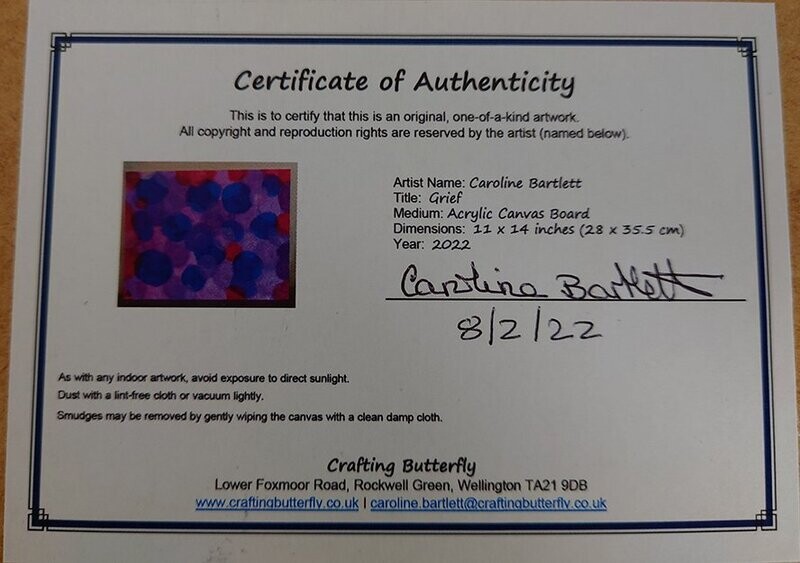 Certificate of Authenticity
This is to certify that this is an original, one-of-a-kind artwork.
All copyright and reproduction rights are reserved by the artist (named below).
Artist Name: Caroline Bartlett
Title: Grief
Medium: Acrylic Canvas Board
Dimensions: 11 x 14 inches (28 x 35.5 cm)
Year: 2022
Caroline Bartlett
8/2/22
As with any indoor artwork, avoid exposure to direct sunlight.
Dust with a lint-free cloth or vacuum lightly.
Smudges may be removed by gently wiping the canvas with a clean damp cloth.
Crafting Butterfly
Lower Foxmoor Road, Rockwell Green, Wellington TA21 9DB
www.craftingbutterfly.co.uk | caroline.bartlett@craftingbutterfly.co.uk